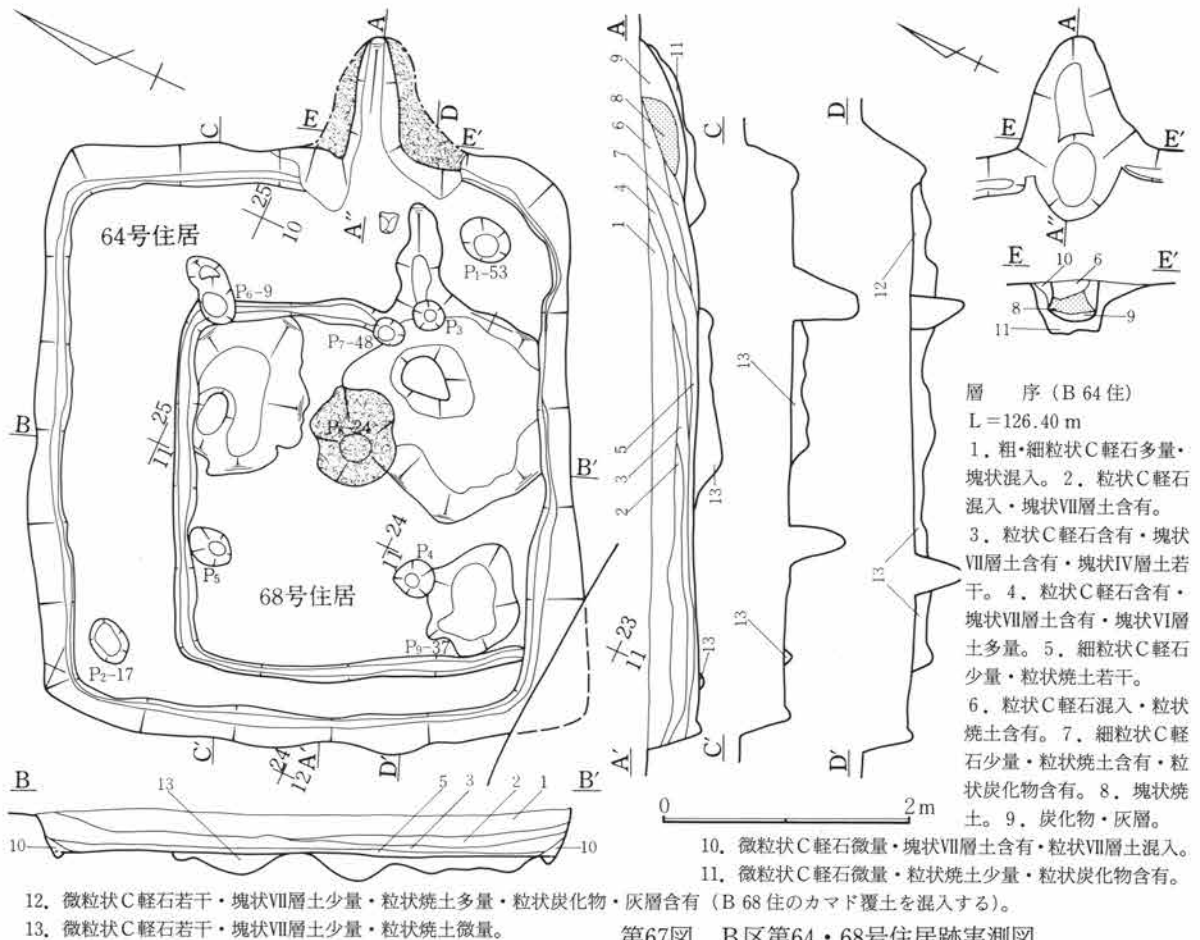 A
E
D
E'
C
25
10
64号住居
A''
P₁-53
P₆-9
P₃
P₇-48
B
25
11
B'
24
11
P₄
P₅
68号住居
P₉-37
P₂-17
23
11
C'
24
12
A'
D'
A
11
9
8
6
7
4
1
5
3
2
13
A'
C
13
13
13
C'
D
12
13
D'
A
E
E'
A''
E
10
6
E'
8
9
11
B
13
5
3
2
1
B'
10
10
0
2m
層 序 (B 64住)
L=126.40 m
1. 粗・細粒状C軽石多量・
塊状混入。2. 粒状C軽石
混入・塊状VII層土含有。
3. 粒状C軽石含有・塊状
VII層土含有・塊状IV層土若
干。4. 粒状C軽石含有・
塊状VII層土含有・塊状VI層
土多量。5. 細粒状C軽石
少量・粒状焼土若干。
6. 粒状C軽石混入・粒状
焼土含有。7. 細粒状C軽
石少量・粒状焼土含有・粒
状炭化物含有。8. 塊状焼
土。9. 炭化物・灰層。
10. 微粒状C軽石微量・塊状VII層土含有・粒状VII層土混入。
11. 微粒状C軽石微量・粒状焼土少量・粒状炭化物含有。
12. 微粒状C軽石若干・塊状VII層土少量・粒状焼土多量・粒状炭化物・灰層含有 (B 68住のカマド覆土を混入する)。
13. 微粒状C軽石若干・塊状VII層土少量・粒状焼土微量。
第67図 B区第64・68号住居跡実測図